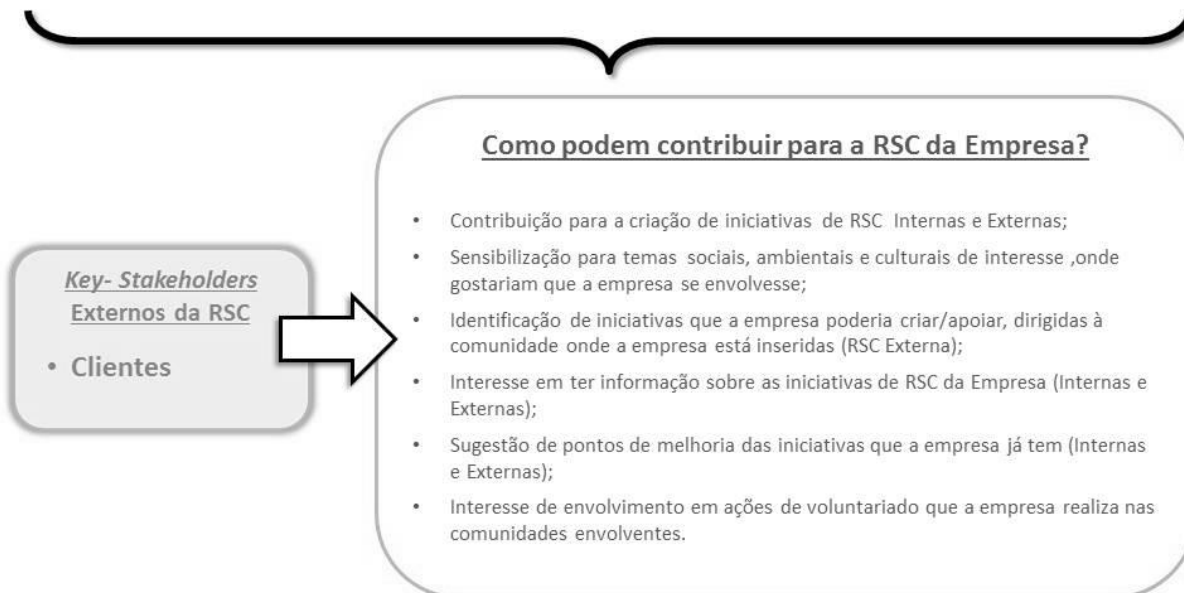 Como podem contribuir para a RSC da Empresa?
Key- Stakeholders
Externos da RSC
• Clientes
• Contribuição para a criação de iniciativas de RSC Internas e Externas;
• Sensibilização para temas sociais, ambientais e culturais de interesse ,onde
gostariam que a empresa se envolvesse;
• Identificação de iniciativas que a empresa poderia criar/apoiar, dirigidas à
comunidade onde a empresa está inseridas (RSC Externa);
• Interesse em ter informação sobre as iniciativas de RSC da Empresa (Internas e
Externas);
• Sugestão de pontos de melhoria das iniciativas que a empresa já tem (Internas
e Externas);
• Interesse de envolvimento em ações de voluntariado que a empresa realiza nas
comunidades envolventes.